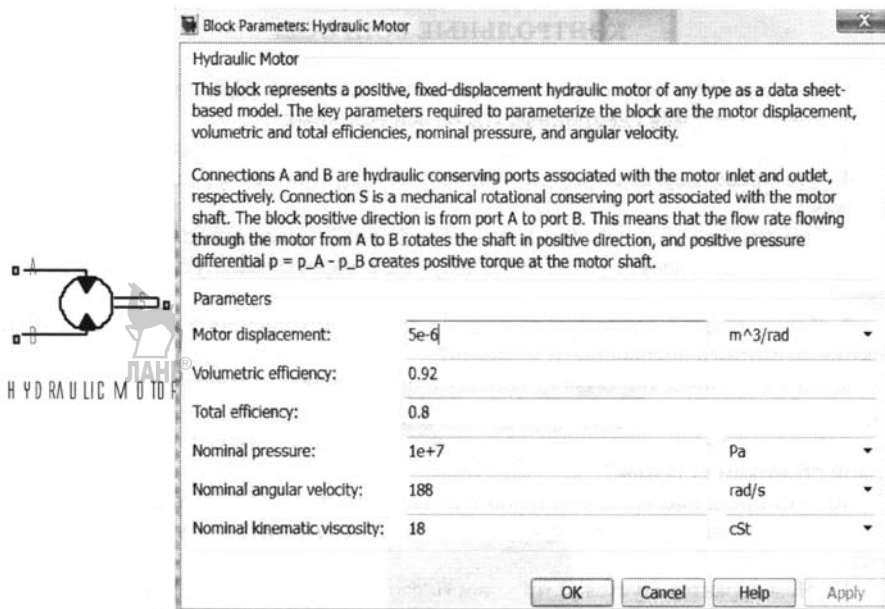 Block Parameters: Hydraulic Motor
X
Hydraulic Motor
This block represents a positive, fixed-displacement hydraulic motor of any type as a data sheet-
based model. The key parameters required to parameterize the block are the motor displacement,
volumetric and total efficiencies, nominal pressure, and angular velocity.
Connections A and B are hydraulic conserving ports associated with the motor inlet and outlet,
respectively. Connection S is a mechanical rotational conserving port associated with the motor
shaft. The block positive direction is from port A to port B. This means that the flow rate flowing
through the motor from A to B rotates the shaft in positive direction, and positive pressure
differential p = p_A - p_B creates positive torque at the motor shaft.
A
S
B
ЛАНЬ®
HYDRAULIC MOTOR
Parameters
Motor displacement: 5e-6 m^3/rad
Volumetric efficiency: 0.92
Total efficiency: 0.8
Nominal pressure: 1e+7 Pa
Nominal angular velocity: 188 rad/s
Nominal kinematic viscosity: 18 cSt
OK Cancel Help Apply